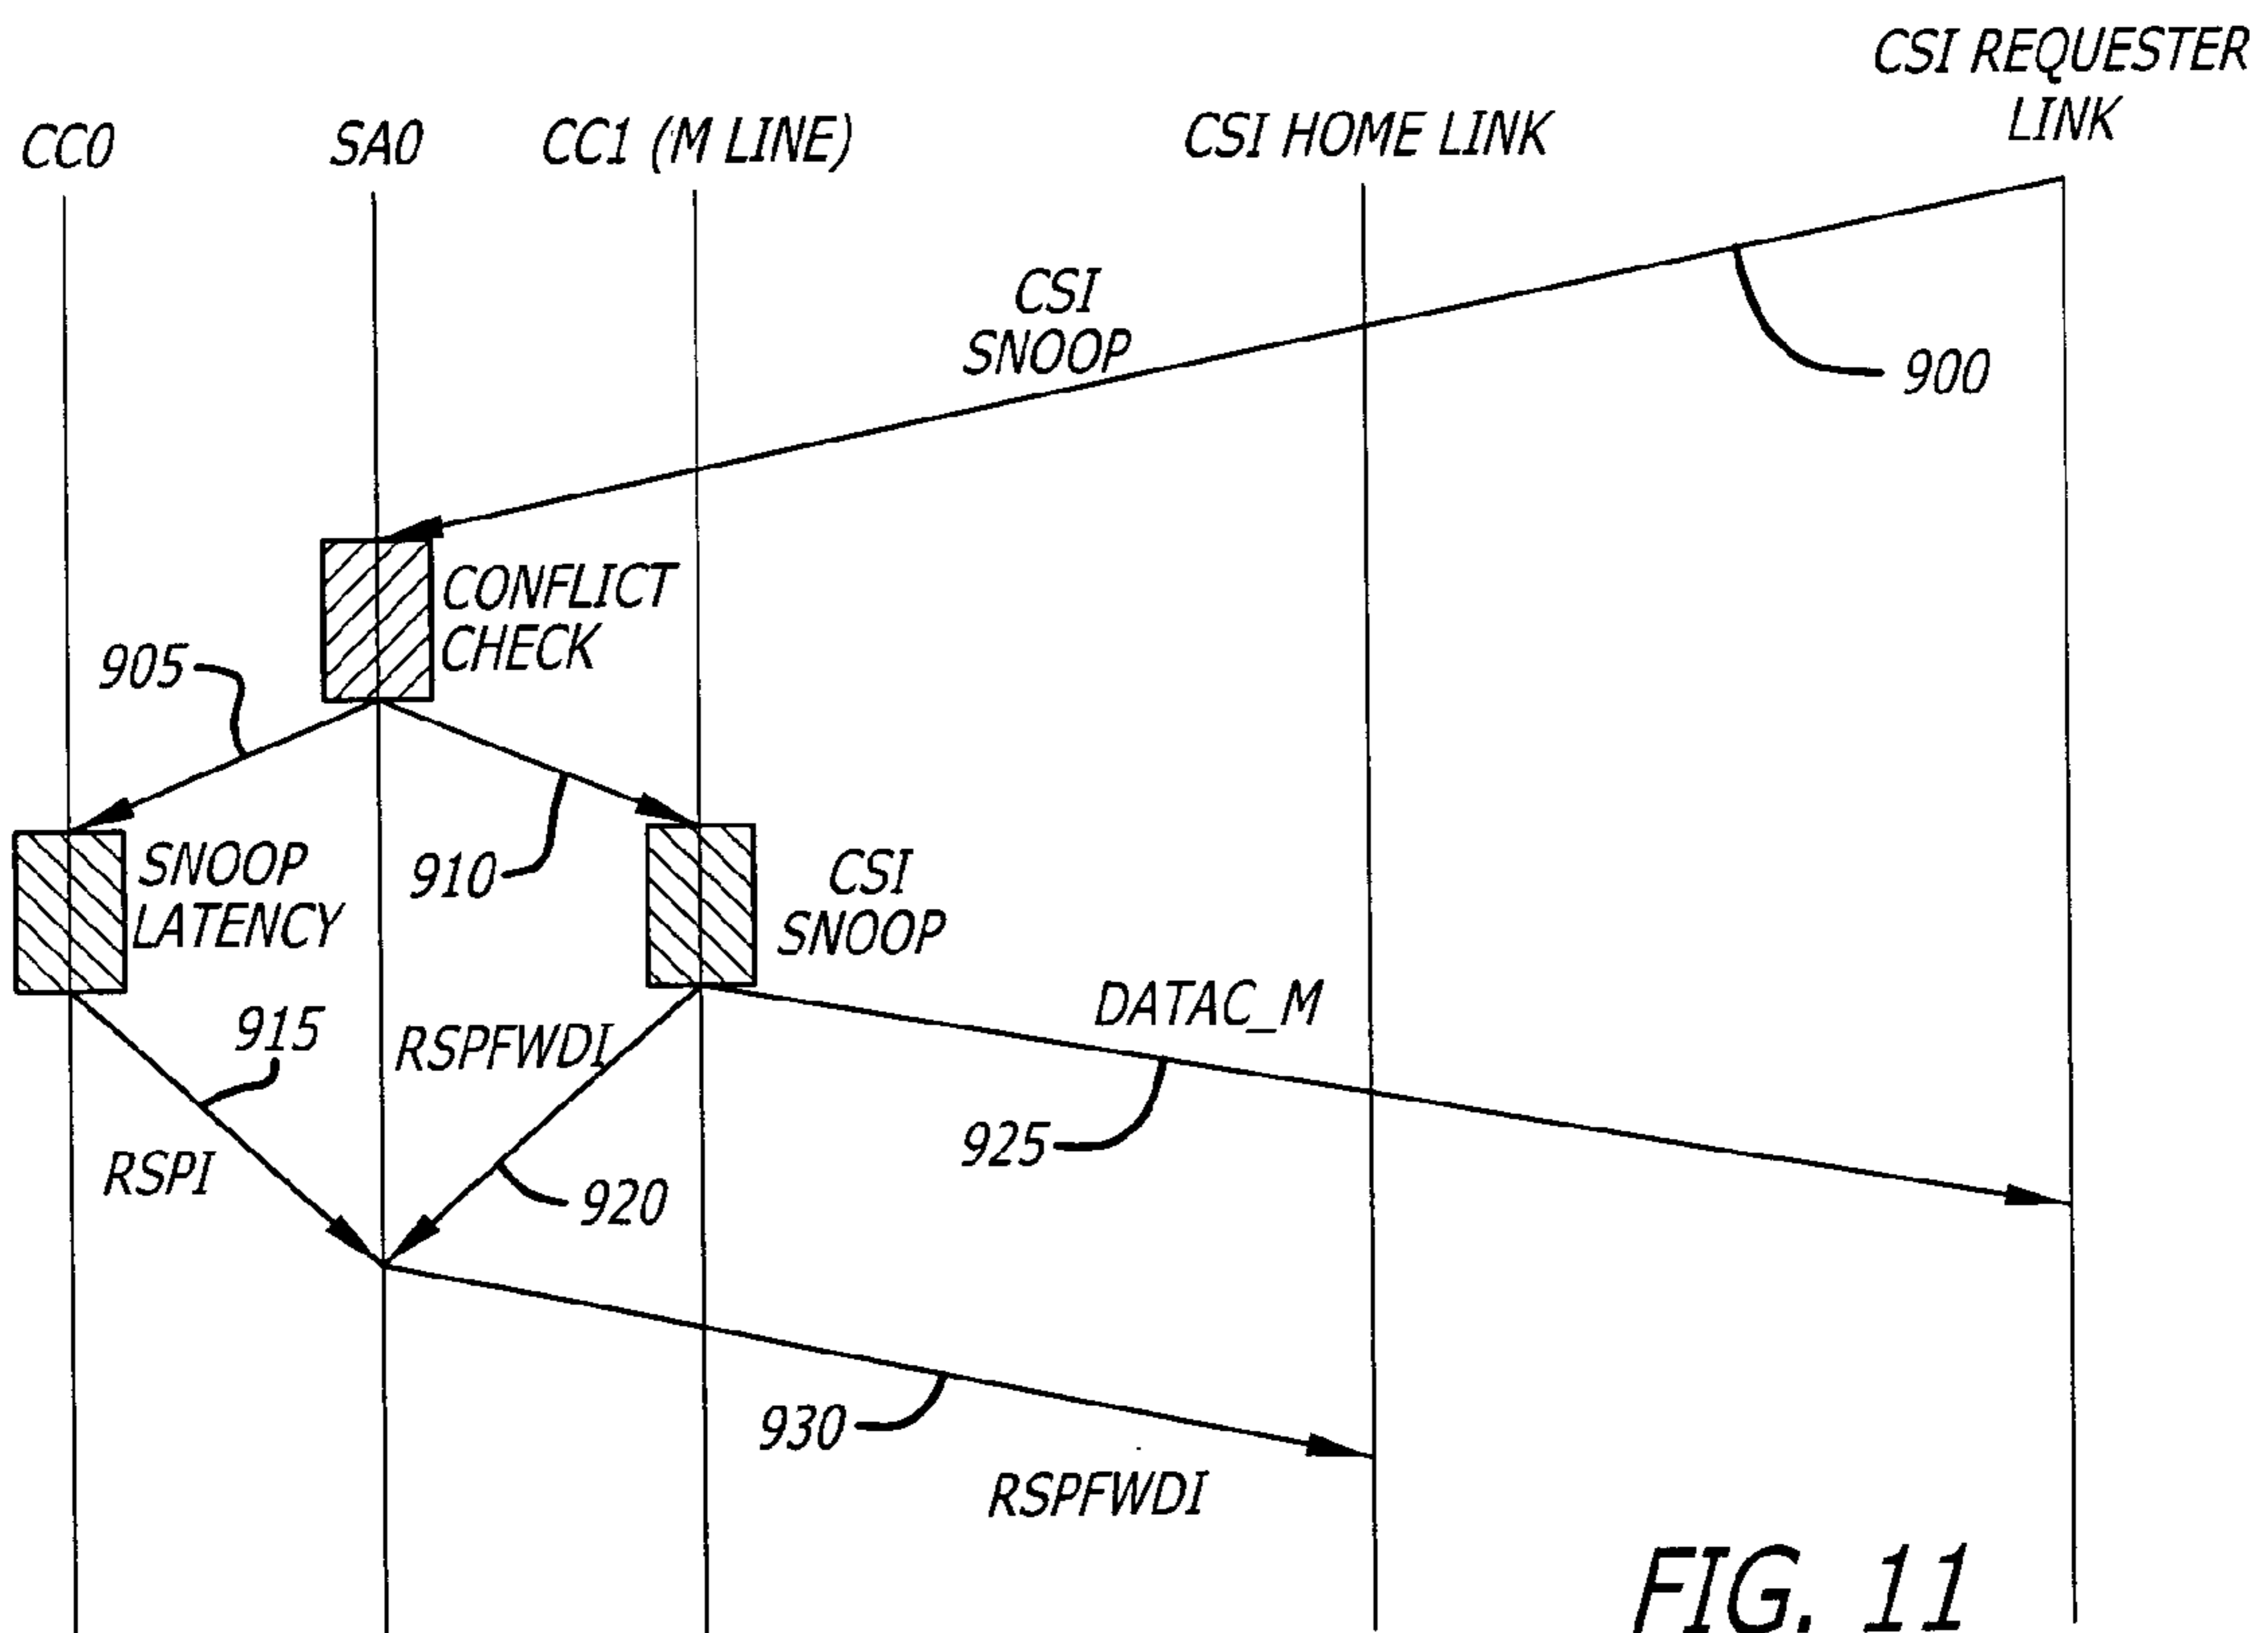 CSI REQUESTER
LINK
CC0
SA0
CC1 (M LINE)
CSI HOME LINK
CSI
SNOOP
900
CONFLICT
CHECK
905
910
SNOOP
LATENCY
CSI
SNOOP
915
RSPFWDI
DATAC_M
925
RSPI
920
930
RSPFWDI
FIG. 11